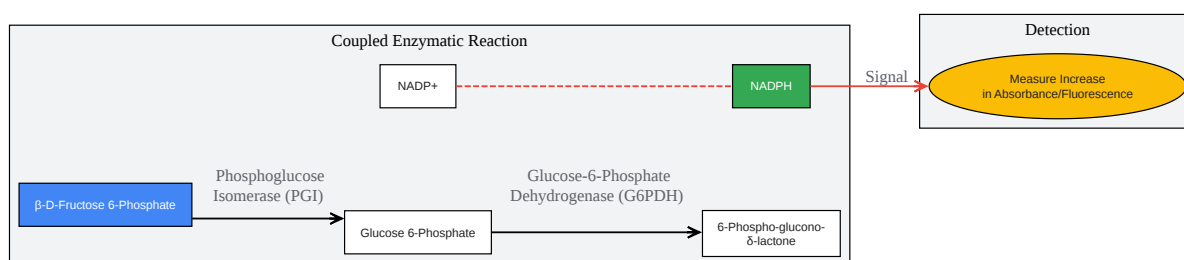 Coupled Enzymatic Reaction
Detection
NADP+
NADPH
Signal
Measure Increase
in Absorbance/Fluorescence
β-D-Fructose 6-Phosphate
Phosphoglucose
Isomerase (PGI)
Glucose 6-Phosphate
Glucose-6-Phosphate
Dehydrogenase (G6PDH)
6-Phospho-glucono-
δ-lactone